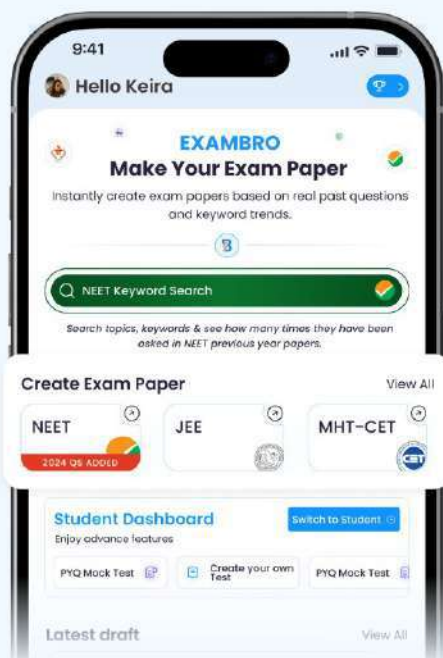 9:41
Hello Keira
EXAMBRO
Make Your Exam Paper
Instantly create exam papers based on real past questions
and keyword trends.
NEET Keyword Search
Search topics, keywords & see how many times they have been
asked in NEET previous year papers.
Create Exam Paper
View All
NEET
2024 QS ADDED
JEE
MHT-CET
CET
Student Dashboard
Switch to Student
Enjoy advance features
PYQ Mock Test
Create your own
Test
PYQ Mock Test
Latest draft
View All